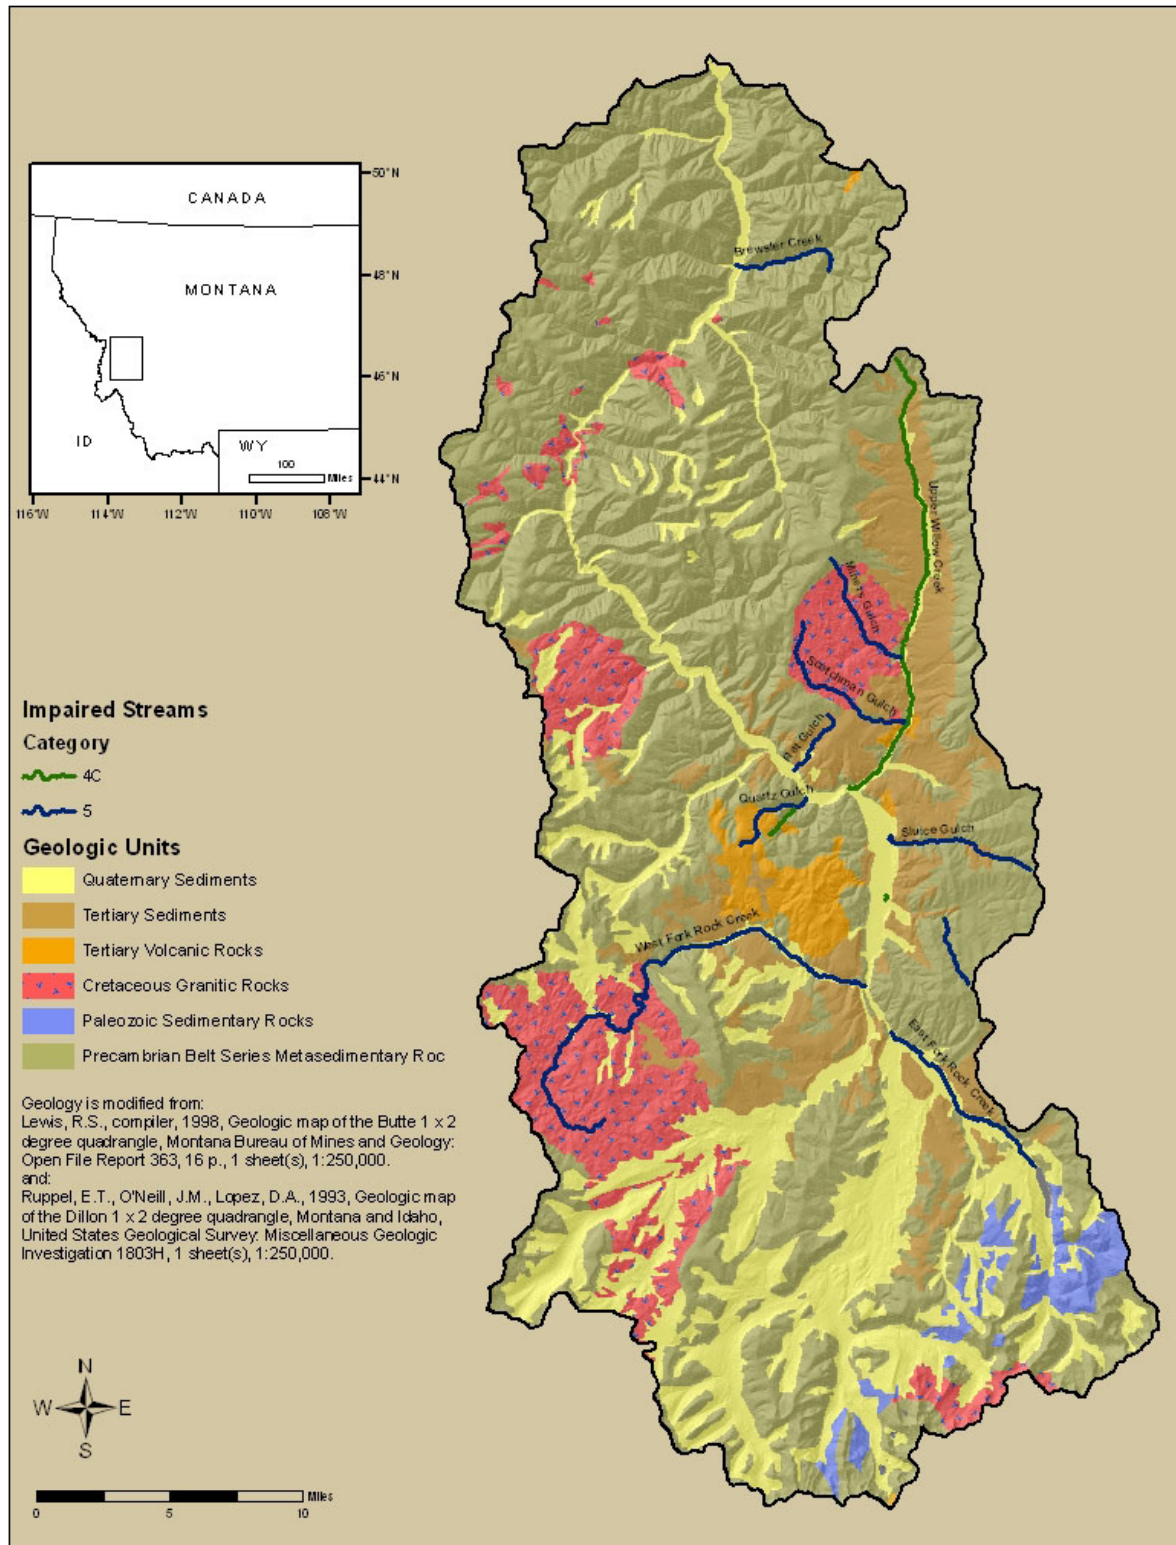 CANADA
MONTANA
ID
WY
100
Miles
50°N
48°N
46°N
44°N
116°W
114°W
112°W
110°W
108°W
Brewster Creek
Upper Willow Creek
Miners Gulch
Scotchman Gulch
Flat Gulch
Quartz Gulch
Sluice Gulch
West Fork Rock Creek
East Fork Rock Creek
Impaired Streams
Category
4C
5
Geologic Units
Quaternary Sediments
Tertiary Sediments
Tertiary Volcanic Rocks
Cretaceous Granitic Rocks
Paleozoic Sedimentary Rocks
Precambrian Belt Series Metasedimentary Roc
Geology is modified from:
Lewis, R.S., compiler, 1998, Geologic map of the Butte 1 x 2
degree quadrangle, Montana Bureau of Mines and Geology:
Open File Report 363, 16 p., 1 sheet(s), 1:250,000.
and:
Ruppel, E.T., O'Neill, J.M., Lopez, D.A., 1993, Geologic map
of the Dillon 1 x 2 degree quadrangle, Montana and Idaho,
United States Geological Survey: Miscellaneous Geologic
Investigation 1803H, 1 sheet(s), 1:250,000.
N
W E
S
Miles
0 5 10